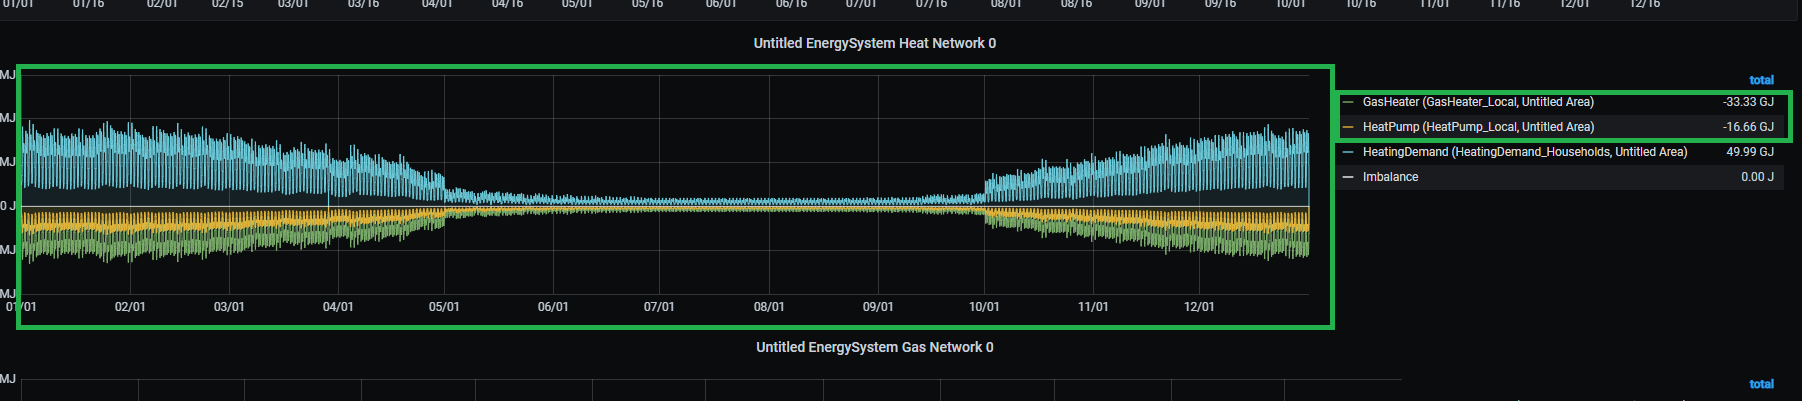 01/01 01/16 02/01 02/15 03/01 03/16 04/01 04/16 05/01 05/16 06/01 06/16 07/01 07/16 08/01 08/16 09/01 09/16 10/01 10/16 11/01 11/16 12/01 12/16
Untitled EnergySystem Heat Network 0
MJ
MJ
MJ
0 J
MJ
MJ
01/01 02/01 03/01 04/01 05/01 06/01 07/01 08/01 09/01 10/01 11/01 12/01
total
GasHeater (GasHeater_Local, Untitled Area) -33.33 GJ
HeatPump (HeatPump_Local, Untitled Area) -16.66 GJ
HeatingDemand (HeatingDemand_Households, Untitled Area) 49.99 GJ
Imbalance 0.00 J
Untitled EnergySystem Gas Network 0
MJ
total